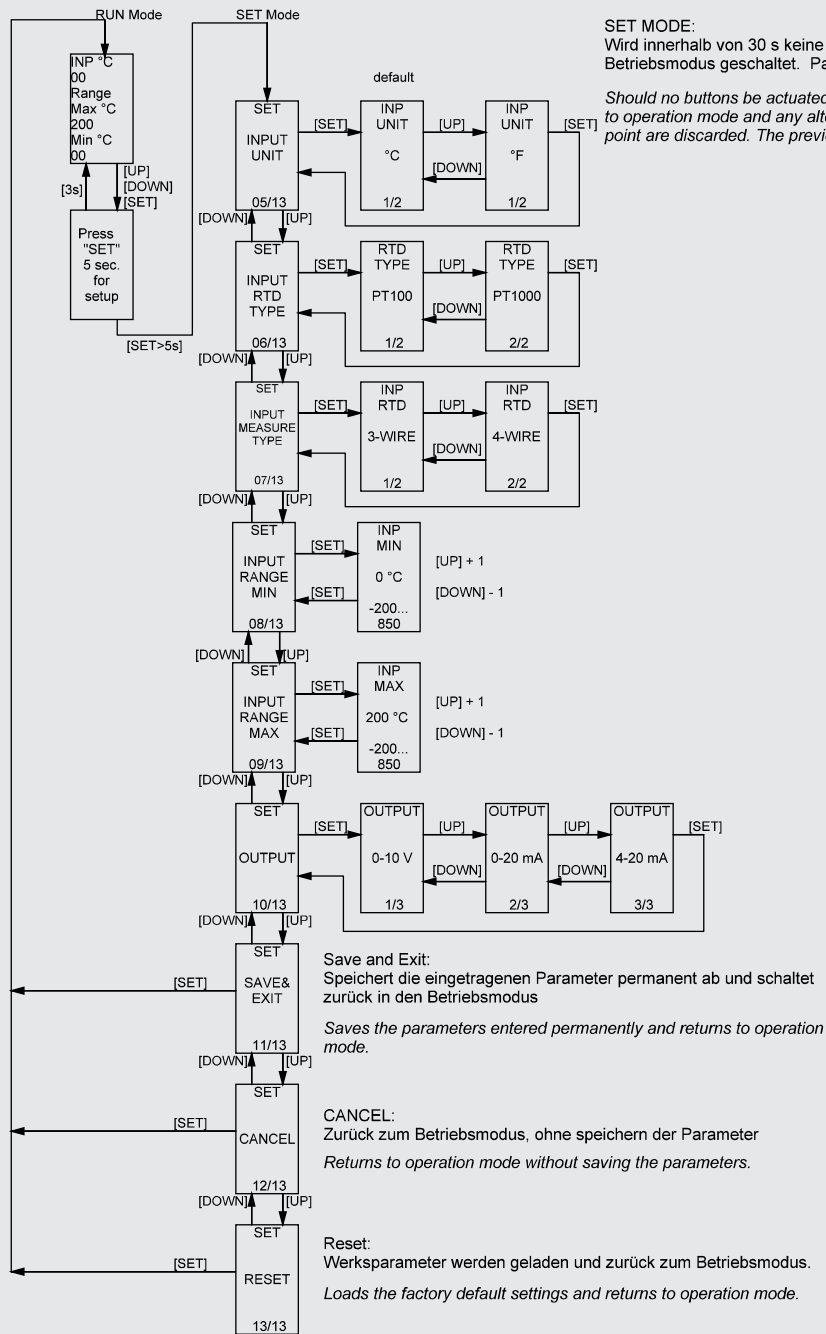 RUN Mode
SET Mode
INP °C
00
Range
Max °C
200
Min °C
00
[3s]
[UP]
[DOWN]
[SET]
Press
"SET"
5 sec.
for
setup
[SET>5s]
SET MODE:
Wird innerhalb von 30 s keine
Betriebsmodus geschaltet. Pa
Should no buttons be actuated
to operation mode and any alte
point are discarded. The previo
default
SET
INPUT
UNIT
05/13
[SET]
INP
UNIT
°C
1/2
[UP]
[DOWN]
INP
UNIT
°F
1/2
[SET]
[DOWN]
[UP]
SET
INPUT
RTD
TYPE
06/13
[SET]
RTD
TYPE
PT100
1/2
[UP]
[DOWN]
RTD
TYPE
PT1000
2/2
[SET]
[DOWN]
[UP]
SET
INPUT
MEASURE
TYPE
07/13
[SET]
INP
RTD
3-WIRE
1/2
[UP]
[DOWN]
INP
RTD
4-WIRE
2/2
[SET]
[DOWN]
[UP]
SET
INPUT
RANGE
MIN
08/13
[SET]
[SET]
INP
MIN
0 °C
-200...
850
[UP] + 1
[DOWN] - 1
[DOWN]
[UP]
SET
INPUT
RANGE
MAX
09/13
[SET]
[SET]
INP
MAX
200 °C
-200...
850
[UP] + 1
[DOWN] - 1
[DOWN]
[UP]
SET
OUTPUT
10/13
[SET]
OUTPUT
0-10 V
1/3
[UP]
[DOWN]
OUTPUT
0-20 mA
2/3
[UP]
[DOWN]
OUTPUT
4-20 mA
3/3
[SET]
[DOWN]
[UP]
SET
SAVE&
EXIT
11/13
[SET]
Save and Exit:
Speichert die eingetragenen Parameter permanent ab und schaltet
zurück in den Betriebsmodus
Saves the parameters entered permanently and returns to operation
mode.
[DOWN]
[UP]
SET
CANCEL
12/13
[SET]
CANCEL:
Zurück zum Betriebsmodus, ohne speichern der Parameter
Returns to operation mode without saving the parameters.
[DOWN]
[UP]
SET
RESET
13/13
[SET]
Reset:
Werksparameter werden geladen und zurück zum Betriebsmodus.
Loads the factory default settings and returns to operation mode.